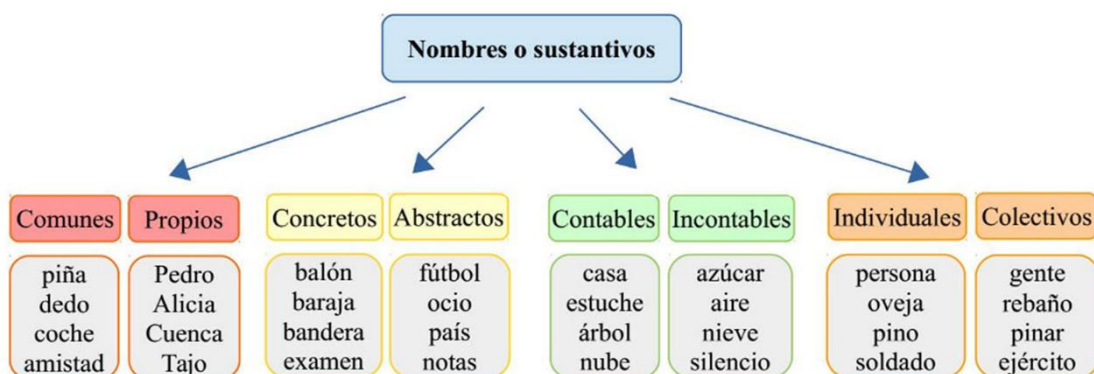 Nombres o sustantivos
Comunes
Propios
Concretos
Abstractos
Contables
Incontables
Individuales
Colectivos
piña
dedo
coche
amistad
Pedro
Alicia
Cuenca
Tajo
balón
baraja
bandera
examen
fútbol
ocio
país
notas
casa
estuche
árbol
nube
azúcar
aire
nieve
silencio
persona
oveja
pino
soldado
gente
rebaño
pinar
ejército